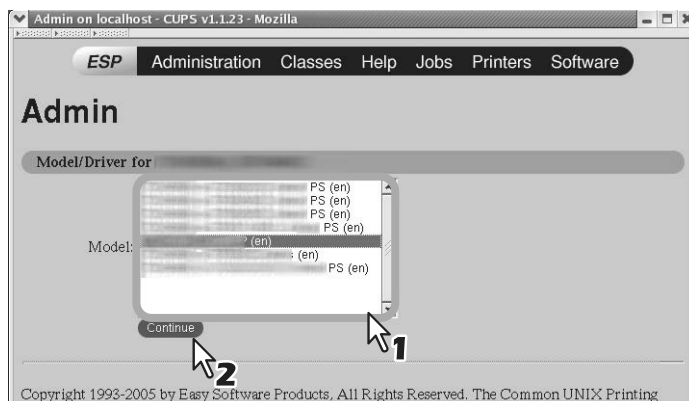 Admin on localhost - CUPS v1.1.23 - Mozilla
ESP Administration Classes Help Jobs Printers Software
Admin
Model/Driver for
PS (en)
PS (en)
PS (en)
PS (en)
(en)
(en)
PS (en)
Model:
1
Continue
2
Copyright 1993-2005 by Easy Software Products, All Rights Reserved. The Common UNIX Printing